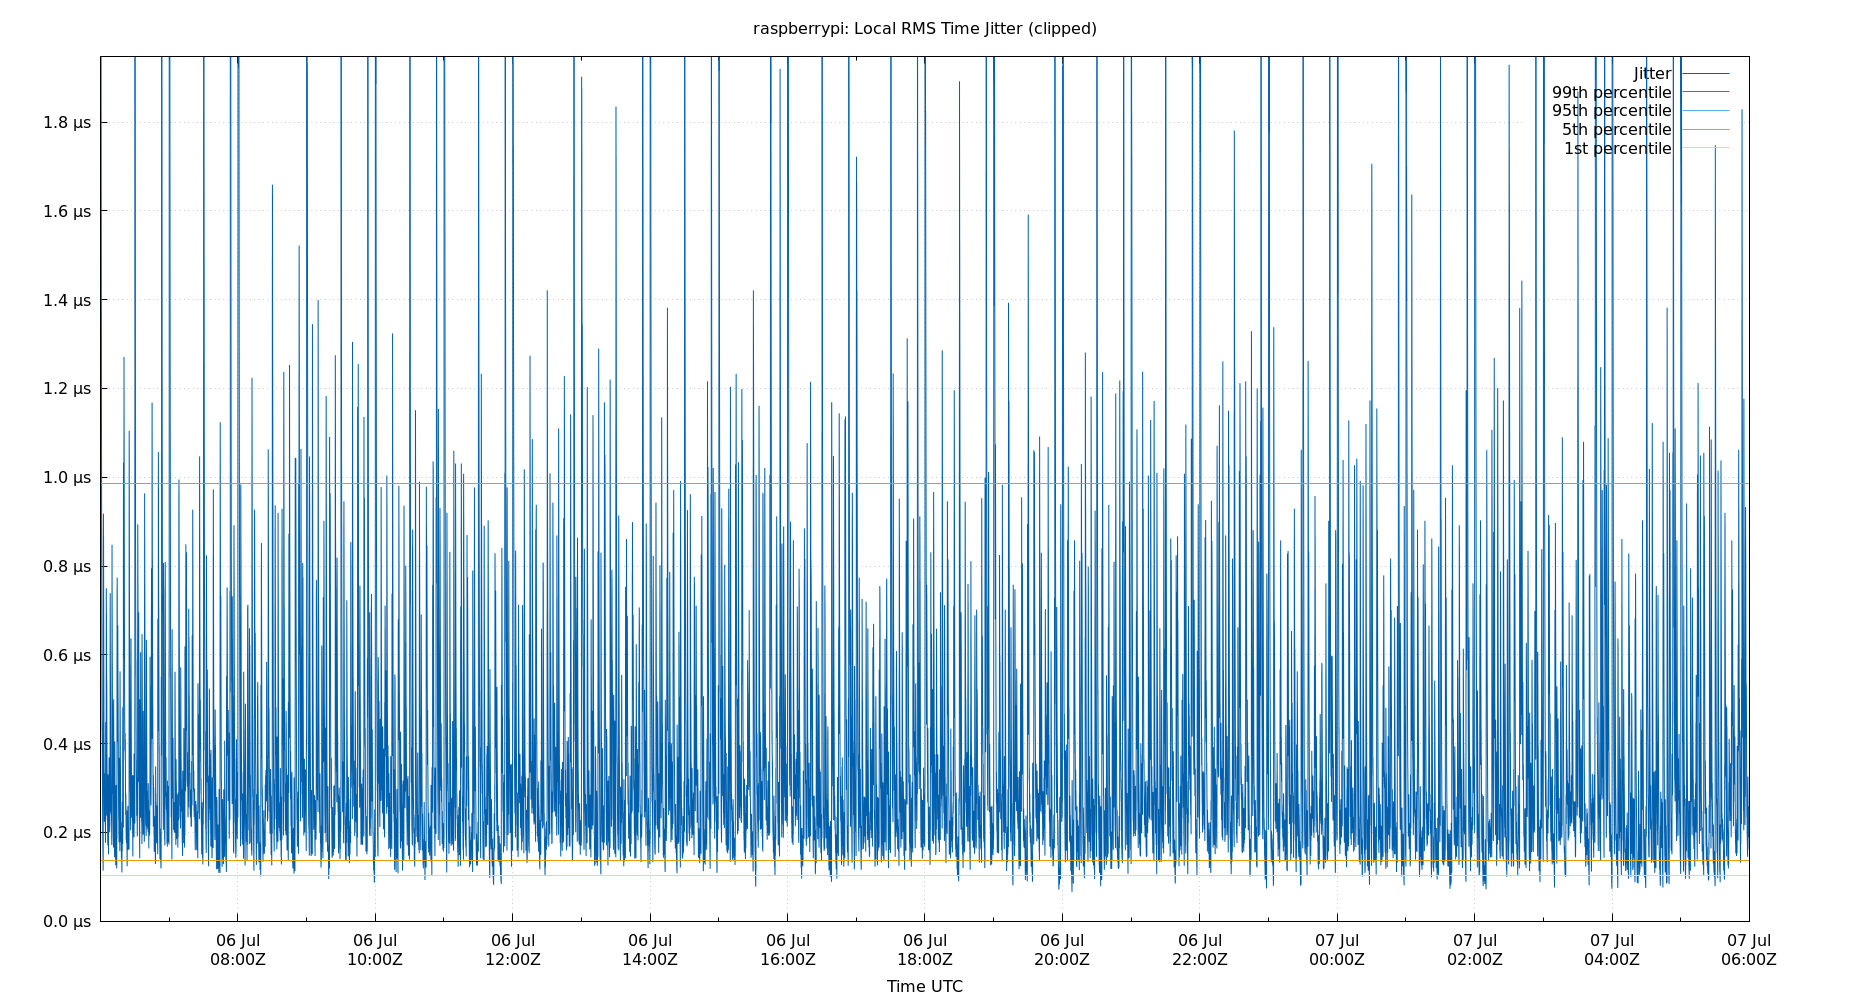 raspberrypi: Local RMS Time Jitter (clipped)
Jitter
99th percentile
95th percentile
5th percentile
1st percentile
1.8 µs
1.6 µs
1.4 µs
1.2 µs
1.0 µs
0.8 µs
0.6 µs
0.4 µs
0.2 µs
0.0 µs
06 Jul 06 Jul 06 Jul 06 Jul 06 Jul 06 Jul 06 Jul 06 Jul 07 Jul 07 Jul 07 Jul 07 Jul
08:00Z 10:00Z 12:00Z 14:00Z 16:00Z 18:00Z 20:00Z 22:00Z 00:00Z 02:00Z 04:00Z 06:00Z
Time UTC